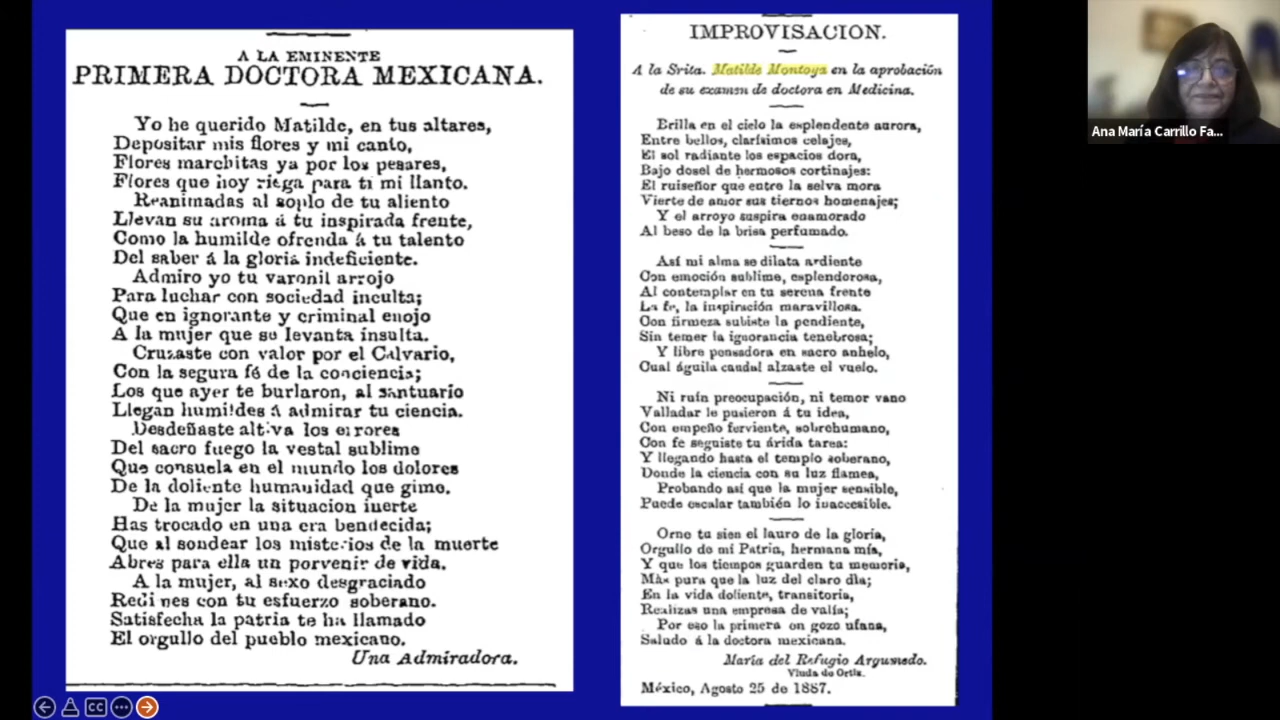 A LA EMINENTE
PRIMERA DOCTORA MEXICANA.
Yo he querido Matilde, en tus altares,
Depositar mis flores y mi canto,
Flores marchitas ya por los pesares,
Flores que hoy riega para ti mi llanto.
Reanimadas al soplo de tu aliento
Llevan su aroma á tu inspirada frente,
Como la humilde ofrenda á tu talento
Del saber á la gloria indeficiente.
Admiro yo tu varonil arrojo
Para luchar con sociedad inculta;
Que en ignorante y criminal enojo
A la mujer que se levanta insulta.
Cruzaste con valor por el Calvario,
Con la segura fé de la conciencia;
Los que ayer te burlaron, al santuario
Llegan humildes á admirar tu ciencia.
Desdeñaste altiva los errores
Del sacro fuego la vestal sublime
Que consuela en el mundo los dolores
De la doliente humanidad que gime.
De la mujer la situacion inerte
Has trocado en una era bendecida;
Que al sondear los misterios de la muerte
Abres para ella un porvenir de vida.
A la mujer, al sexo desgraciado
Redimes con tu esfuerzo soberano.
Satisfecha la patria te ha llamado
El orgullo del pueblo mexicano.
Una Admiradora.
IMPROVISACION.
A la Srita. Matilde Montoya en la aprobación
de su examen de doctora en Medicina.
Brilla en el cielo la esplendente aurora,
Entre bellos, clarísimos celajes,
El sol radiante los espacios dora,
Bajo dosel de hermosos cortinajes:
El ruiseñor que entre la selva mora
Vierte de amor sus tiernos homenajes;
Y el arroyo suspira enamorado
Al beso de la brisa perfumado.
Así mi alma se dilata ardiente
Con emoción sublime, esplendorosa,
Al contemplar en tu serena frente
La fe, la inspiración maravillosa.
Con firmeza subiste la pendiente,
Sin temer la ignorancia tenebrosa;
Y libre pensadora en sacro anhelo,
Cual águila caudal alzaste el vuelo.
Ni ruín preocupación, ni temor vano
Valladar le pusieron á tu idea,
Con empeño ferviente, sobrehumano,
Con fe seguiste tu árida tarea:
Y llegando hasta el templo soberano,
Donde la ciencia con su luz flamea,
Probando así que la mujer sensible,
Puede escalar también lo inaccesible.
Orne tu sien el lauro de la gloria,
Orgullo de mi Patria, hermana mía,
Y que los tiempos guarden tu memoria,
Más pura que la luz del claro día;
En la vida doliente, transitoria,
Realizas una empresa de valía;
Por eso la primera en gozo ufana,
Saludo á la doctora mexicana.
María del Refugio Argumedo.
Viuda de Ortiz.
México, Agosto 25 de 1887.
CC
Ana María Carrillo Fa...